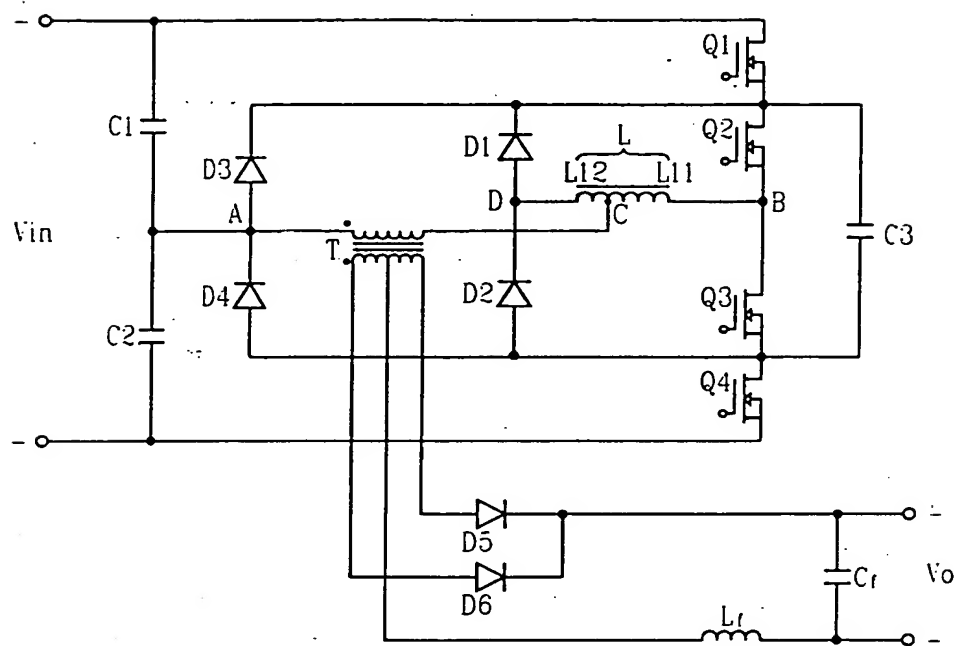 -
Q1
C1
D3
D1
Q2
L
L12
L11
A
D
C
B
Vin
T
C3
D4
D2
Q3
C2
Q4
-
D5
-
D6
Cf
Vo
Lf
-